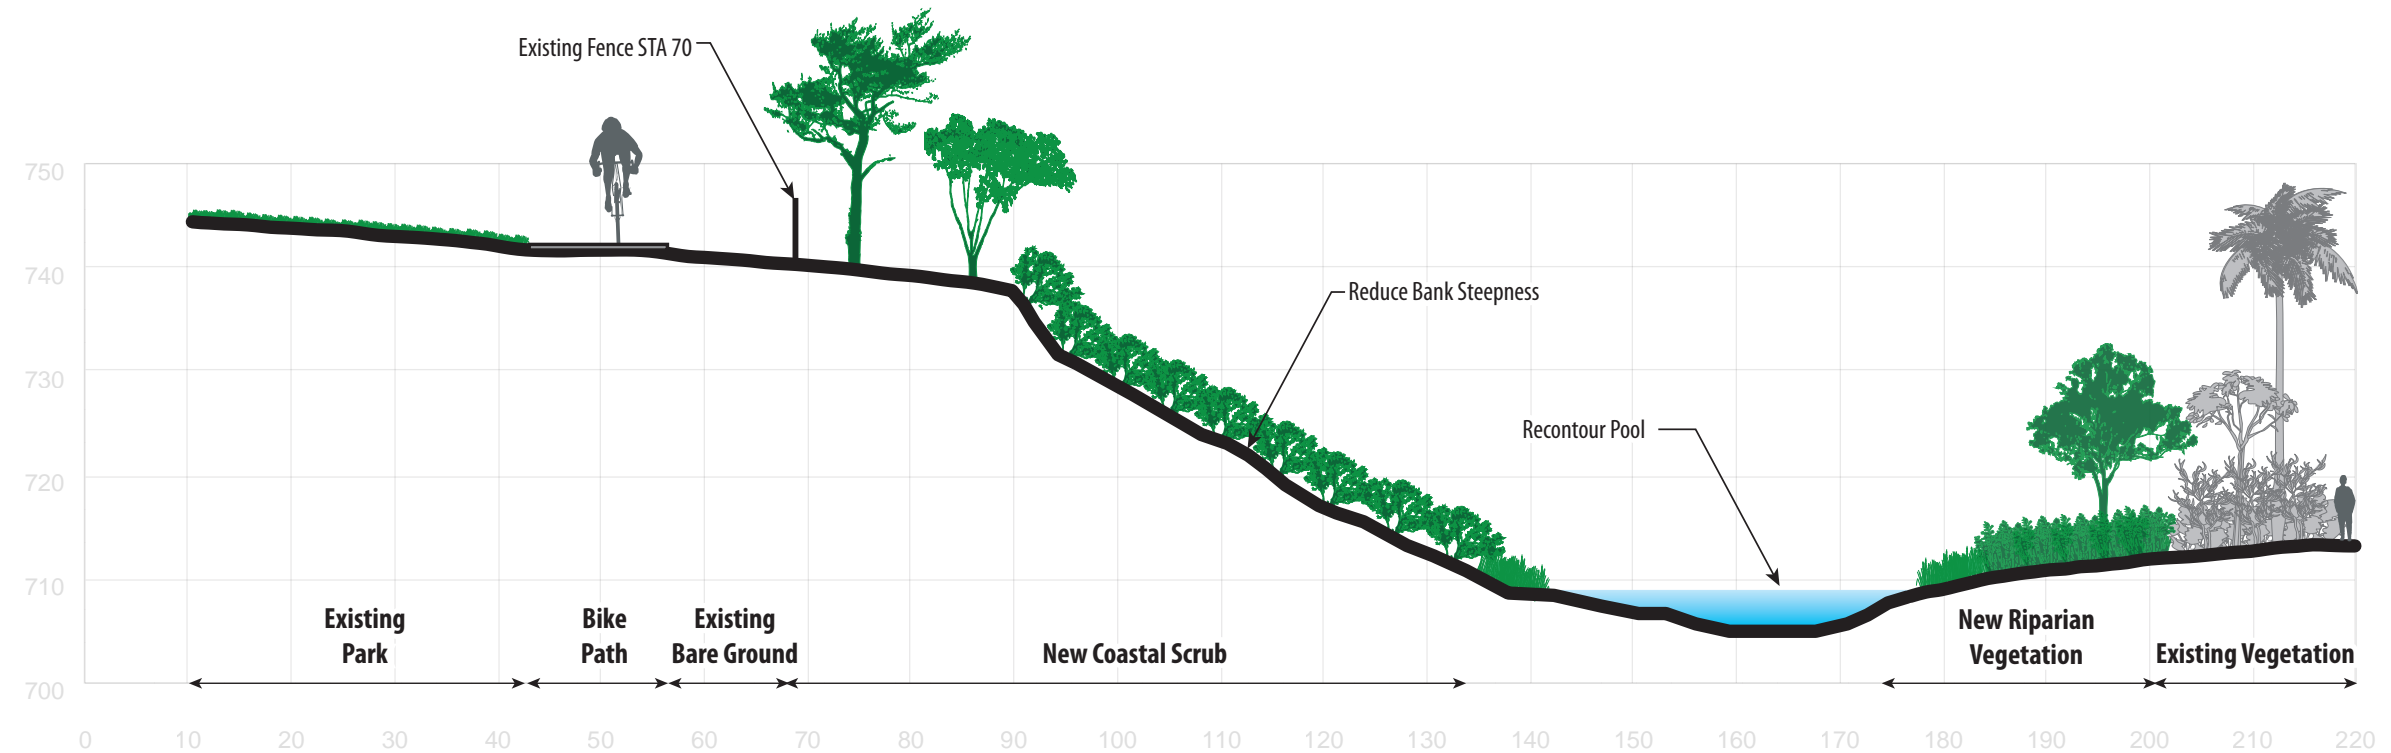 Existing Fence STA 70
750
740
Reduce Bank Steepness
730
Recontour Pool
720
710
Existing
Park
Bike
Path
Existing
Bare Ground
New Coastal Scrub
New Riparian
Vegetation
Existing Vegetation
700
0 10 20 30 40 50 60 70 80 90 100 110 120 130 140 150 160 170 180 190 200 210 220